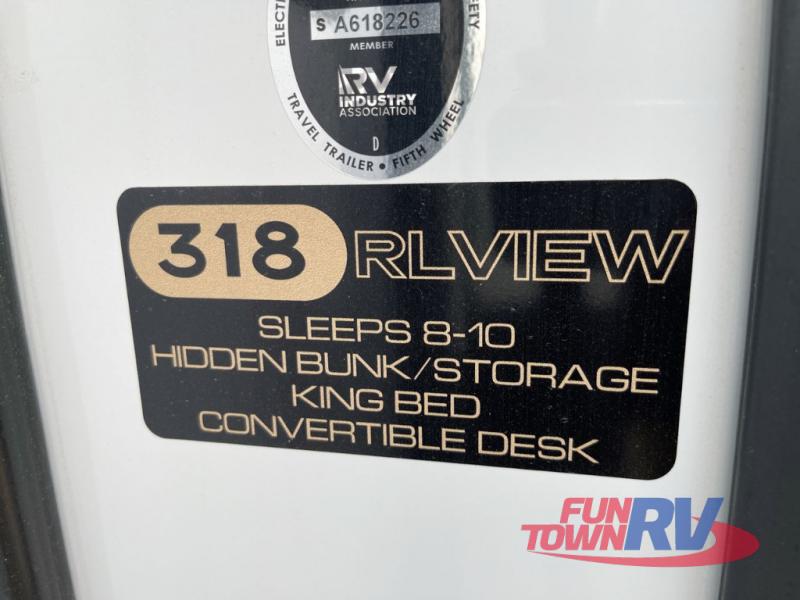 S A618226
MEMBER
RV
INDUSTRY
ASSOCIATION
D
TRAVEL TRAILER • FIFTH WHEEL
318 RLVIEW
SLEEPS 8-10
HIDDEN BUNK/STORAGE
KING BED
CONVERTIBLE DESK
FUN
TOWN RV